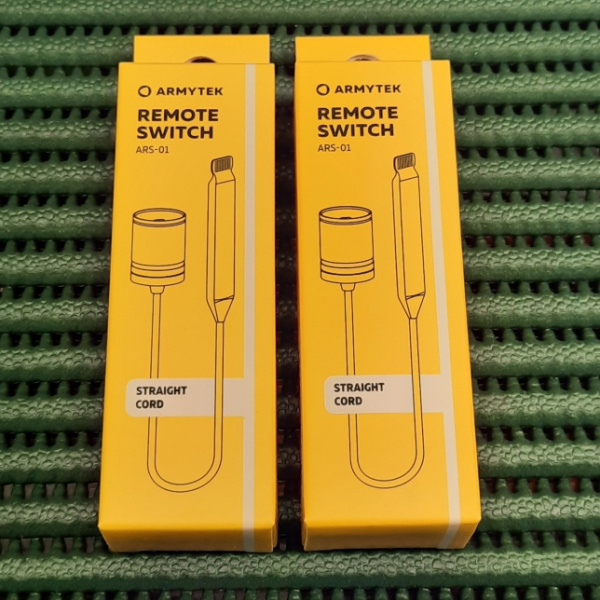 ARMYTEK
REMOTE
SWITCH
ARS-01
STRAIGHT
CORD
ARMYTEK
REMOTE
SWITCH
ARS-01
STRAIGHT
CORD